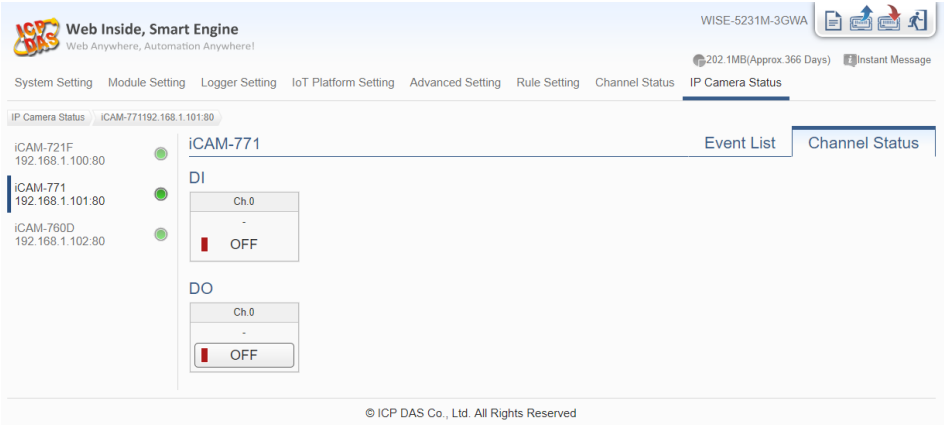 ICP DAS
Web Inside, Smart Engine
Web Anywhere, Automation Anywhere!
WISE-5231M-3GWA
202.1MB(Approx.366 Days) Instant Message
System Setting Module Setting Logger Setting IoT Platform Setting Advanced Setting Rule Setting Channel Status IP Camera Status
IP Camera Status iCAM-771192.168.1.101:80
iCAM-721F
192.168.1.100:80
iCAM-771
192.168.1.101:80
iCAM-760D
192.168.1.102:80
iCAM-771 Event List Channel Status
DI
Ch.0
-
OFF
DO
Ch.0
-
OFF
© ICP DAS Co., Ltd. All Rights Reserved